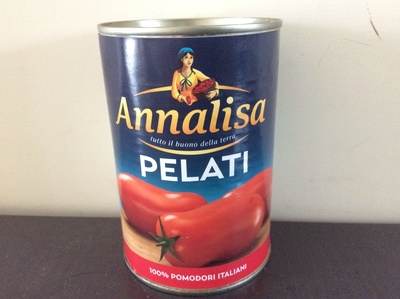 Annalisa
tutto il buono della terra
PELATI
100% POMODORI ITALIANI